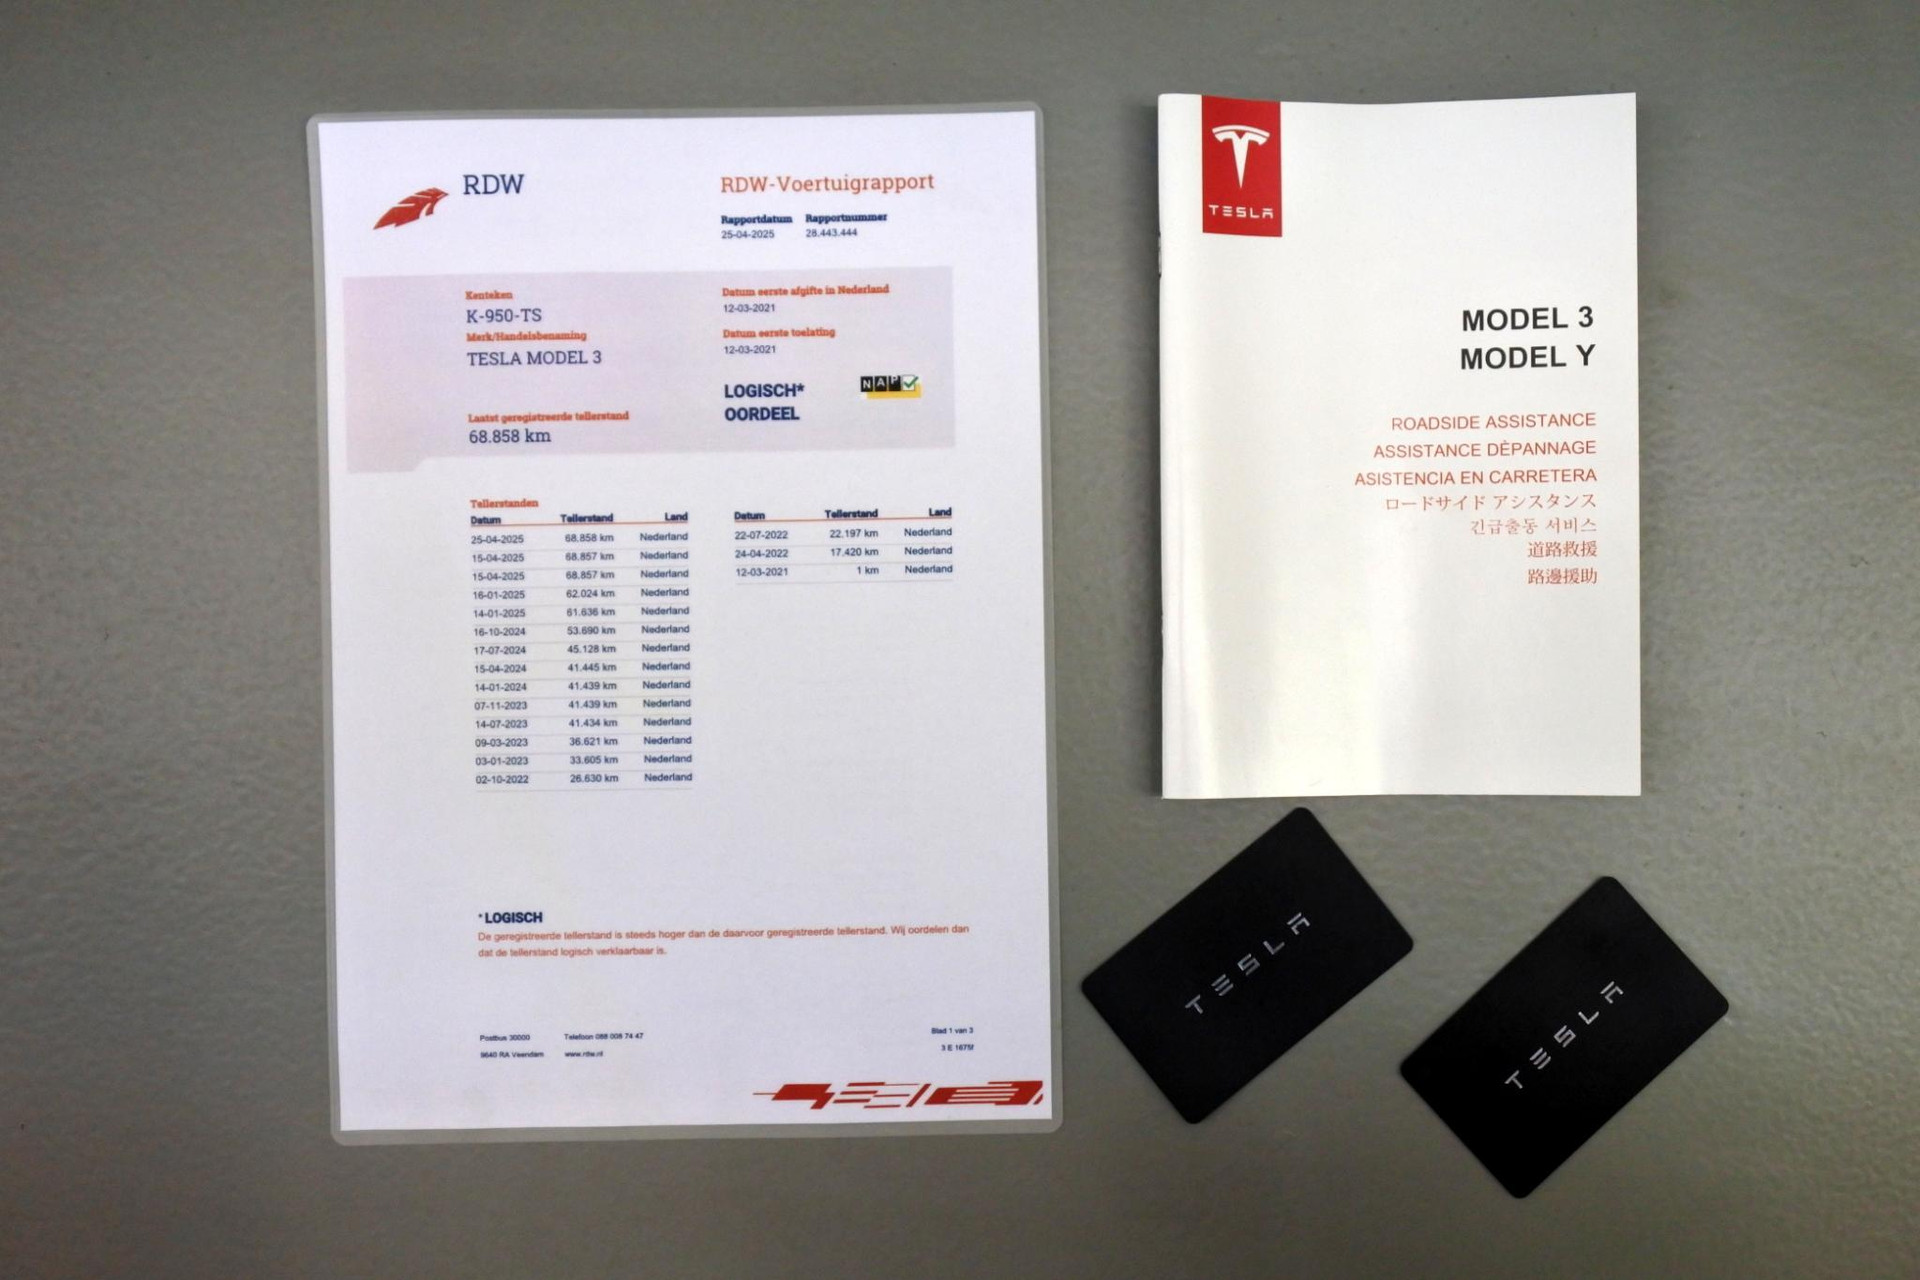 RDW
RDW-Voertuigrapport
Rapportdatum Rapportnummer
25-04-2025 28.443.444
Kenteken
K-950-TS
Merk/Handelsbenaming
TESLA MODEL 3
Laatst geregistreerde tellerstand
68.858 km
Datum eerste afgifte in Nederland
12-03-2021
Datum eerste toelating
12-03-2021
LOGISCH*
OORDEEL
NAP
Tellerstanden
Datum Tellerstand Land
25-04-2025 68.858 km Nederland
15-04-2025 68.857 km Nederland
15-04-2025 68.857 km Nederland
16-01-2025 62.024 km Nederland
14-01-2025 61.636 km Nederland
16-10-2024 53.690 km Nederland
17-07-2024 45.128 km Nederland
15-04-2024 41.445 km Nederland
14-01-2024 41.439 km Nederland
07-11-2023 41.439 km Nederland
14-07-2023 41.434 km Nederland
09-03-2023 36.621 km Nederland
03-01-2023 33.605 km Nederland
02-10-2022 26.630 km Nederland
Datum Tellerstand Land
22-07-2022 22.197 km Nederland
24-04-2022 17.420 km Nederland
12-03-2021 1 km Nederland
*LOGISCH
De geregistreerde tellerstand is steeds hoger dan de daarvoor geregistreerde tellerstand. Wij oordelen dan
dat de tellerstand logisch verklaarbaar is.
Postbus 30000 Telefoon 088 008 74 47
9640 RA Veendam www.rdw.nl
Blad 1 van 3
3 E 1675f
TESLA
MODEL 3
MODEL Y
ROADSIDE ASSISTANCE
ASSISTANCE DÉPANNAGE
ASISTENCIA EN CARRETERA
ロードサイド アシスタンス
긴급출동 서비스
道路救援
路邊援助
TESLA
TESLA